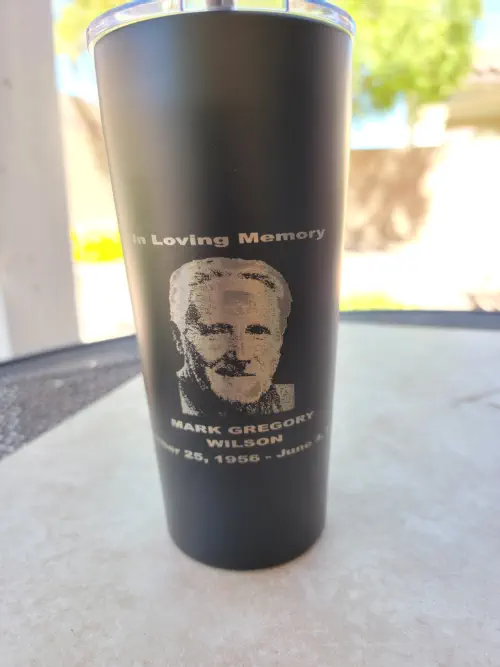 In Loving Memory
MARK GREGORY
WILSON
25, 1956 - June